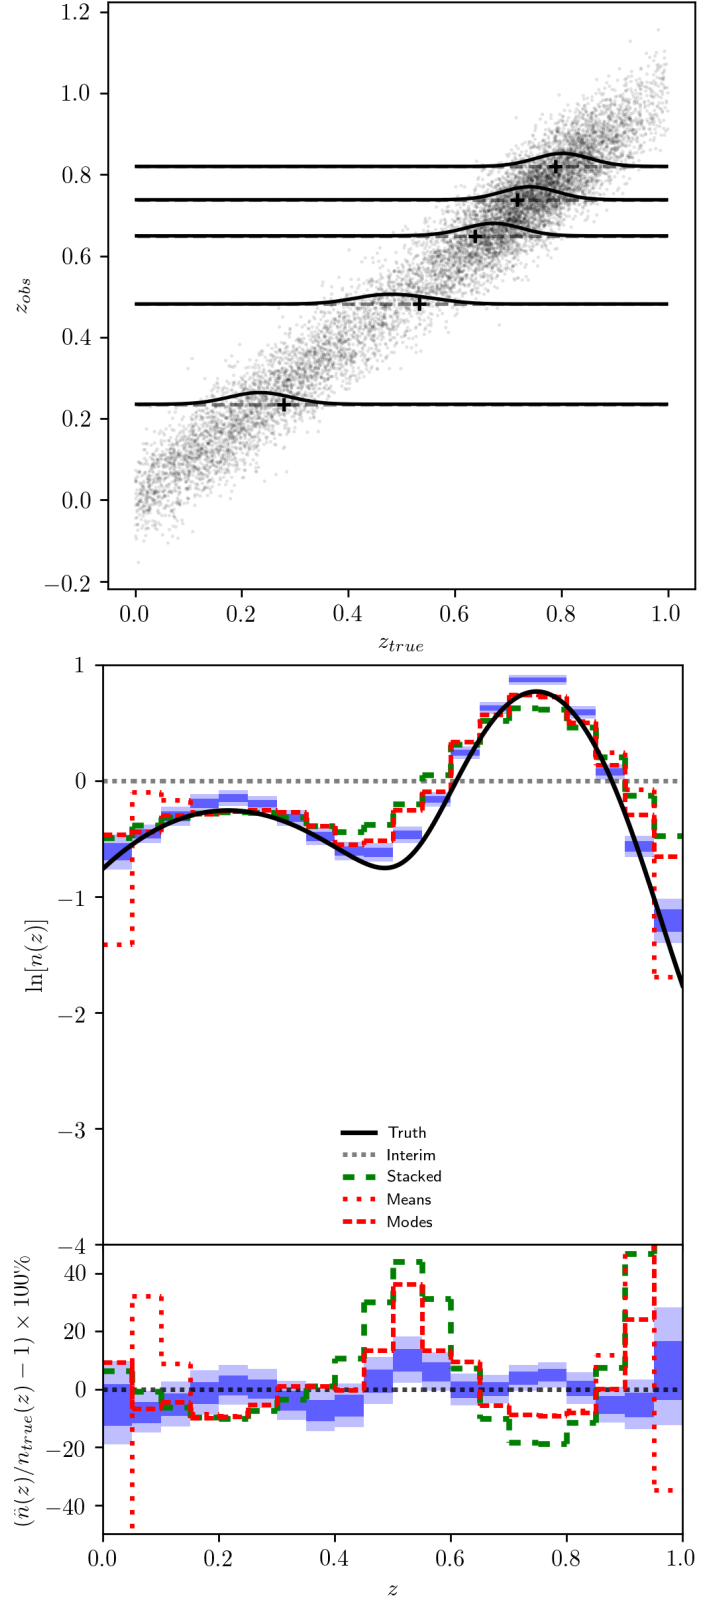 1.2
1.0
0.8
0.6
0.4
0.2
0.0
−0.2
z_obs
0.0 0.2 0.4 0.6 0.8 1.0
z_true
1
0
−1
−2
−3
−4
ln[n(z)]
Truth
Interim
Stacked
Means
Modes
40
20
0
−20
−40
(n̂(z)/n_true(z) − 1) × 100%
0.0 0.2 0.4 0.6 0.8 1.0
z